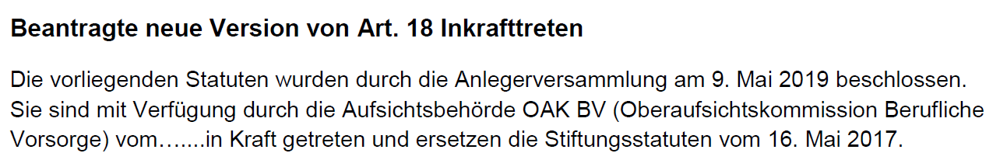 Beantragte neue Version von Art. 18 Inkrafttreten
Die vorliegenden Statuten wurden durch die Anlegerversammlung am 9. Mai 2019 beschlossen.
Sie sind mit Verfügung durch die Aufsichtsbehörde OAK BV (Oberaufsichtskommission Berufliche
Vorsorge) vom…....in Kraft getreten und ersetzen die Stiftungsstatuten vom 16. Mai 2017.